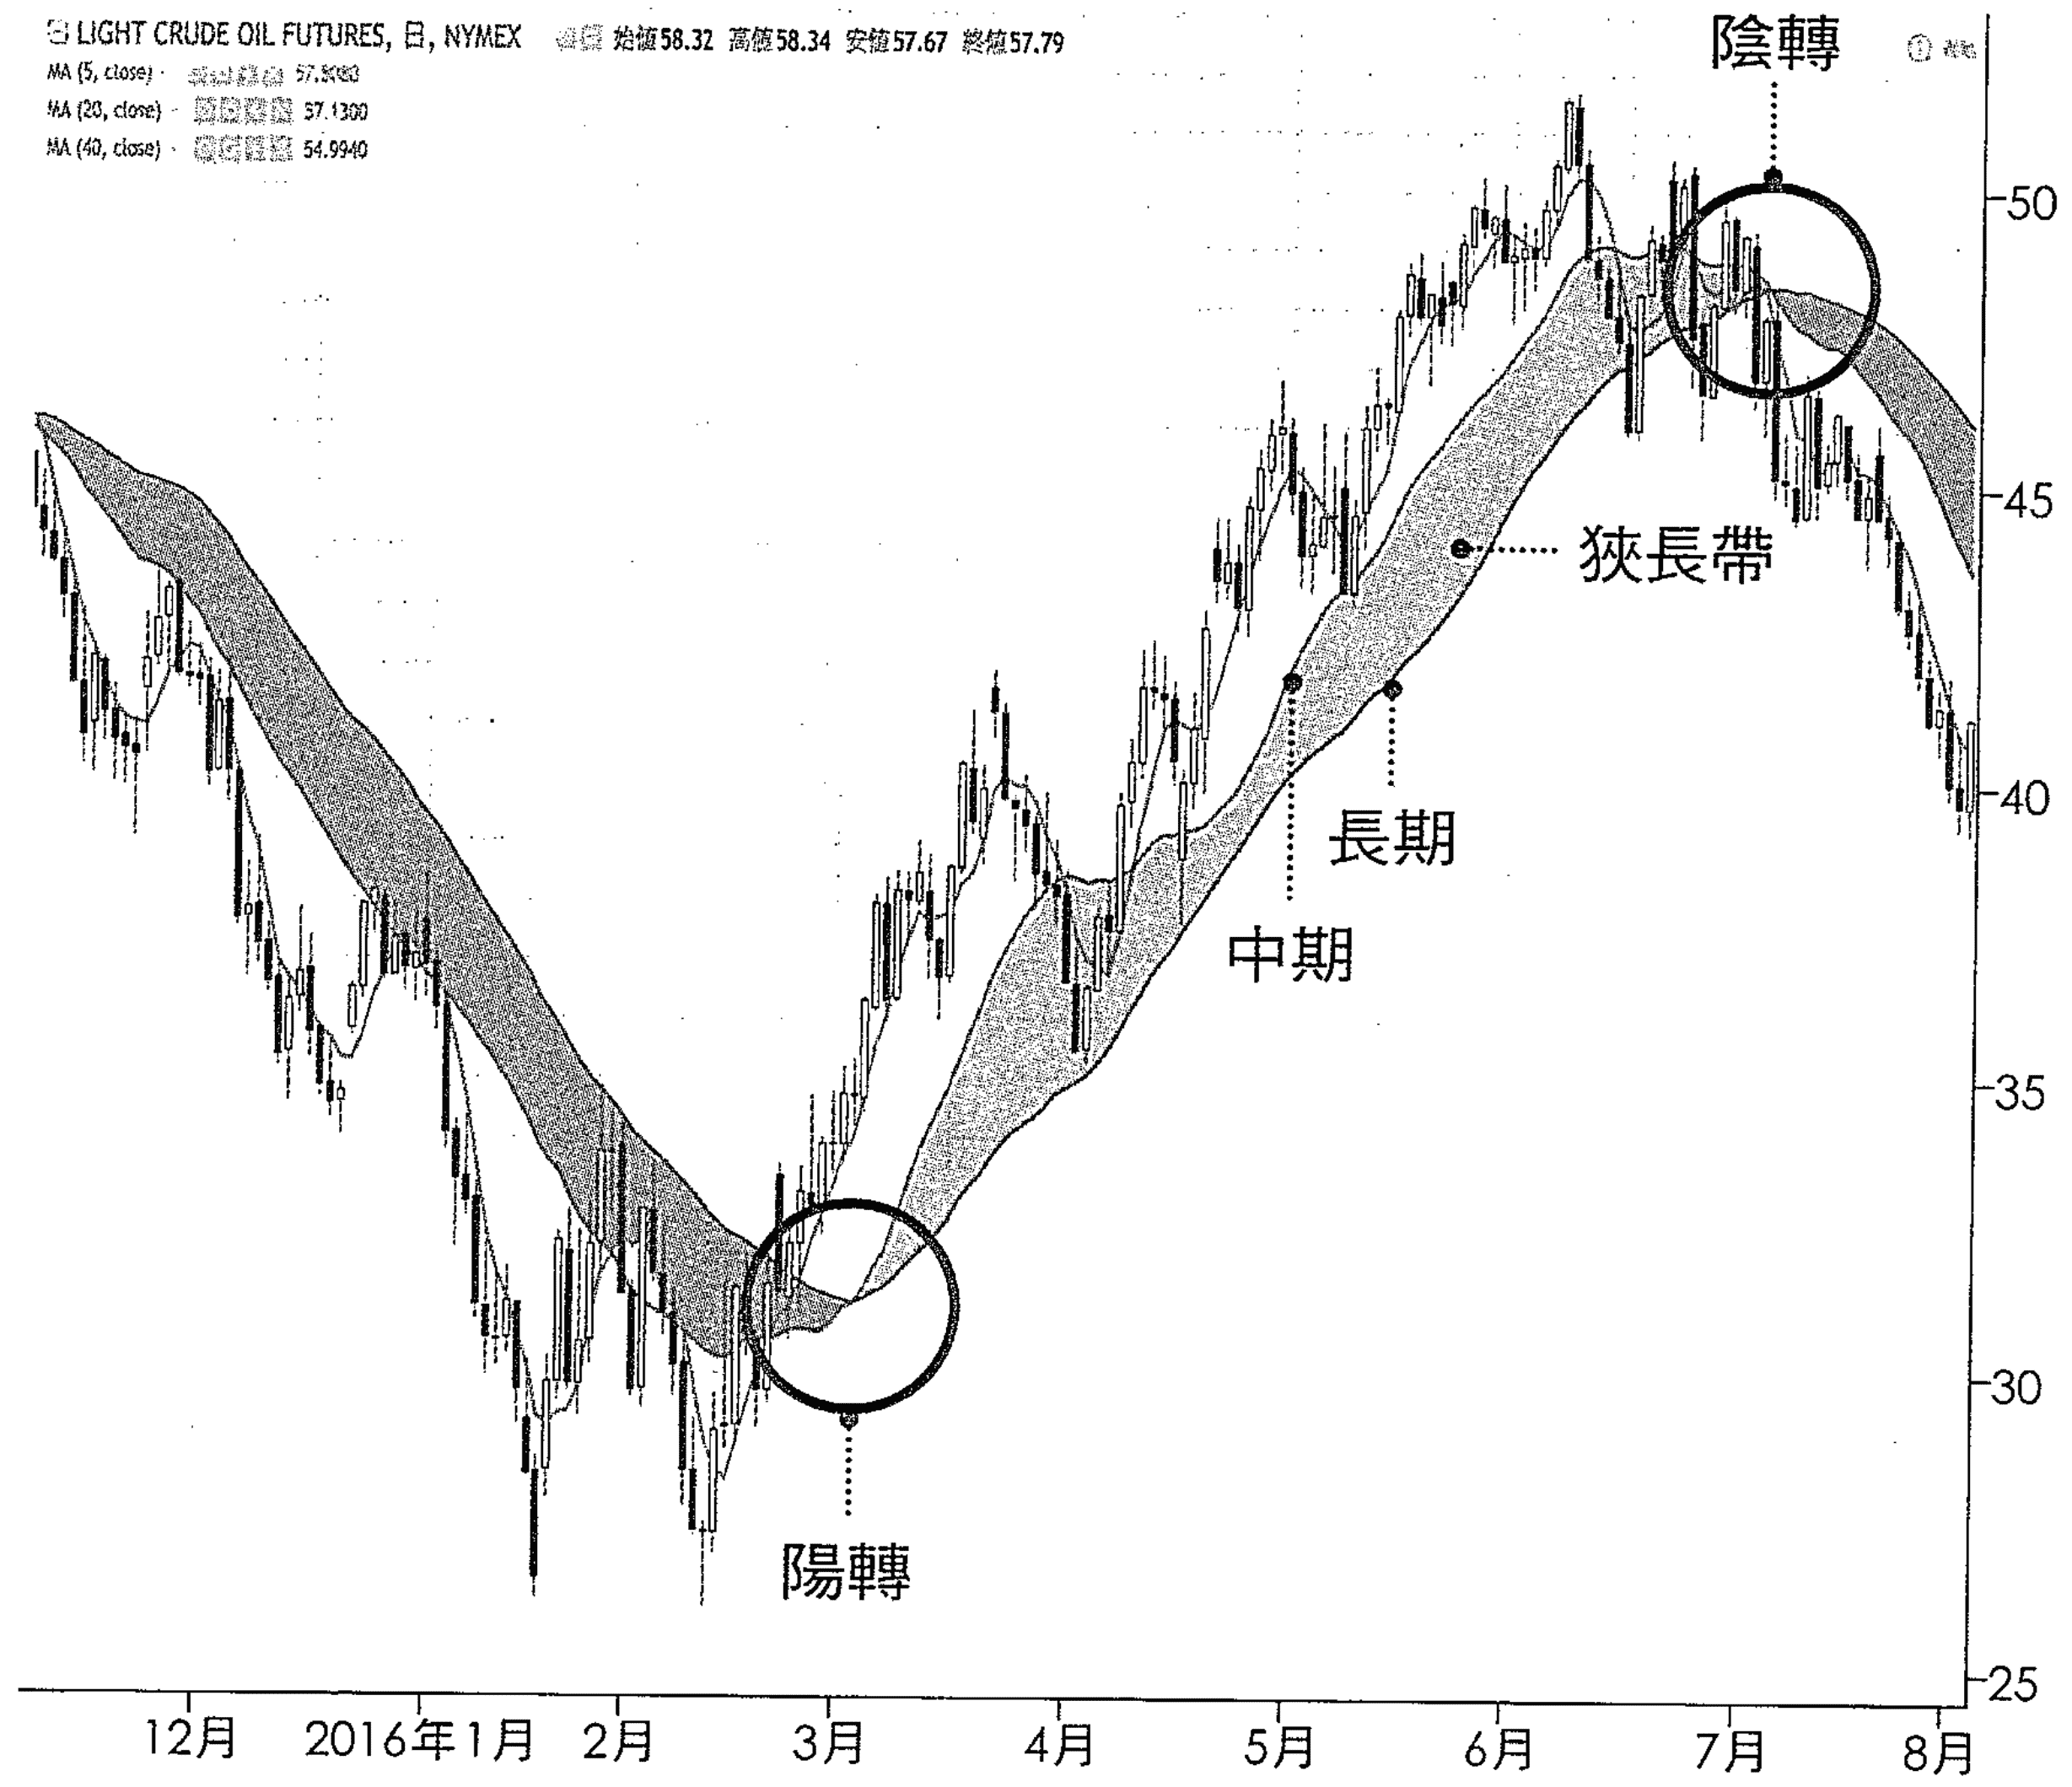 LIGHT CRUDE OIL FUTURES, 日, NYMEX 始値58.32 高値58.34 安値57.67 終値57.79
MA (5, close)
MA (20, close) 57.1300
MA (40, close) 54.9940
陰轉
50
45
狹長帶
40
長期
中期
35
30
陽轉
25
12月 2016年1月 2月 3月 4月 5月 6月 7月 8月